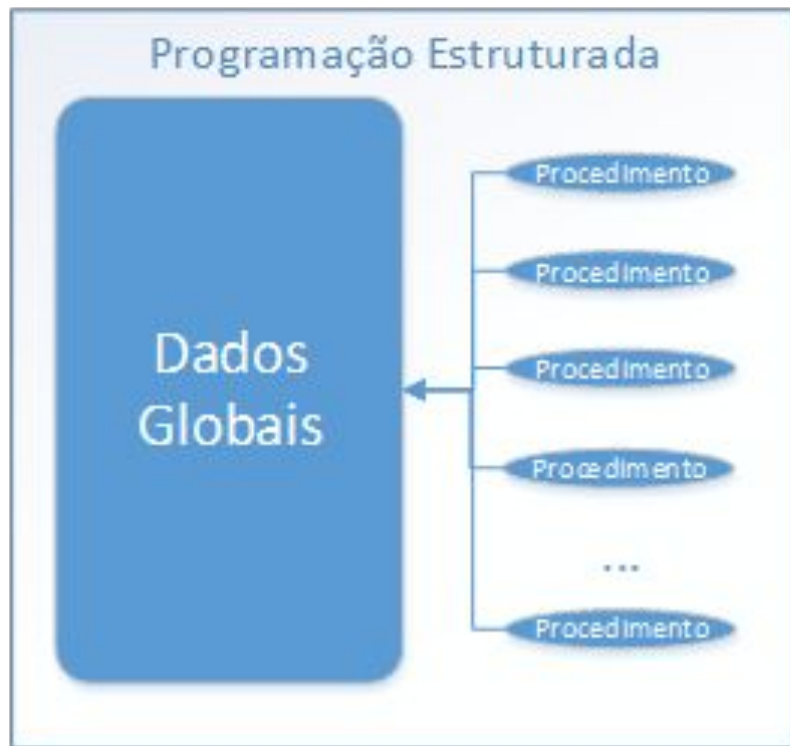 Programação Estruturada
Dados
Globais
Procedimento
Procedimento
Procedimento
Procedimento
...
Procedimento